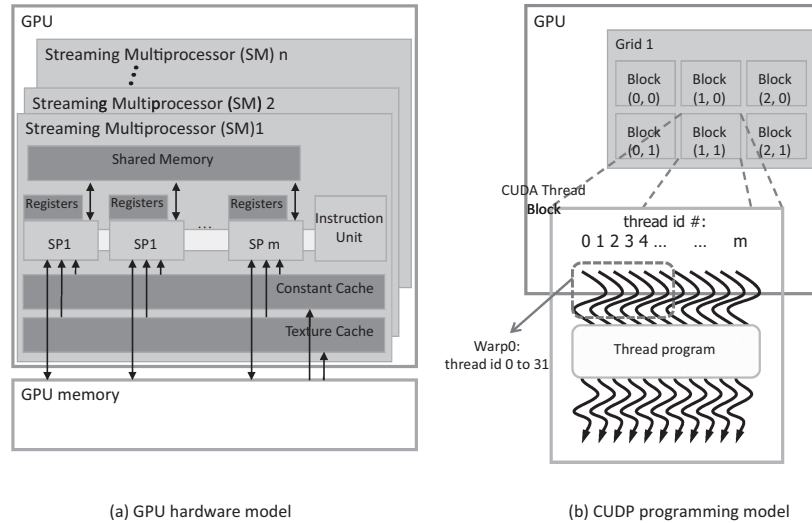 GPU
Streaming Multiprocessor (SM) n
Streaming Multiprocessor (SM) 2
Streaming Multiprocessor (SM)1
Shared Memory
Registers
Registers
Registers
SP1
SP1
...
SP m
Instruction
Unit
Constant Cache
Texture Cache
GPU memory
(a) GPU hardware model
GPU
Grid 1
Block
(0, 0)
Block
(1, 0)
Block
(2, 0)
Block
(0, 1)
Block
(1, 1)
Block
(2, 1)
CUDA Thread
Block
thread id #:
0 1 2 3 4 ... ... m
Warp0:
thread id 0 to 31
Thread program
(b) CUDP programming model